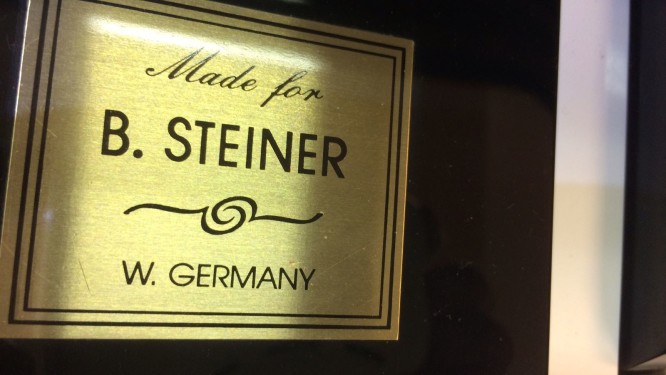 Made for
B. STEINER
W. GERMANY